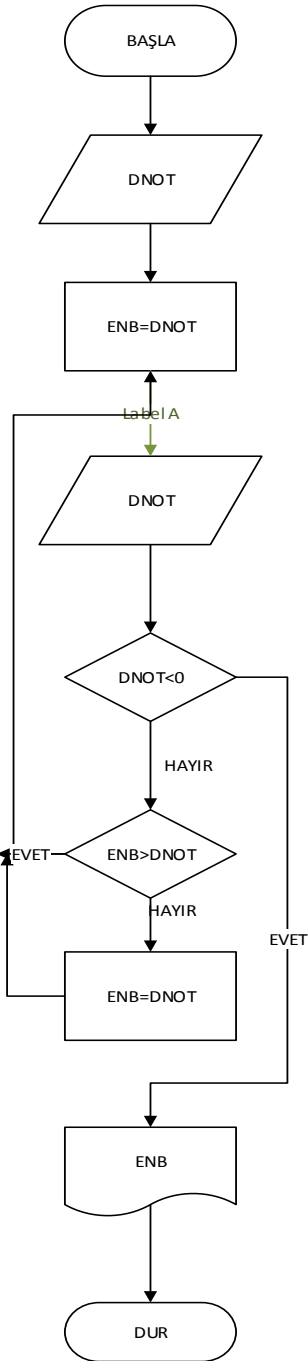 BAŞLA
DNOT
ENB=DNOT
Label A
DNOT
DNOT<0
HAYIR
EVET
ENB>DNOT
HAYIR
EVET
ENB=DNOT
ENB
DUR